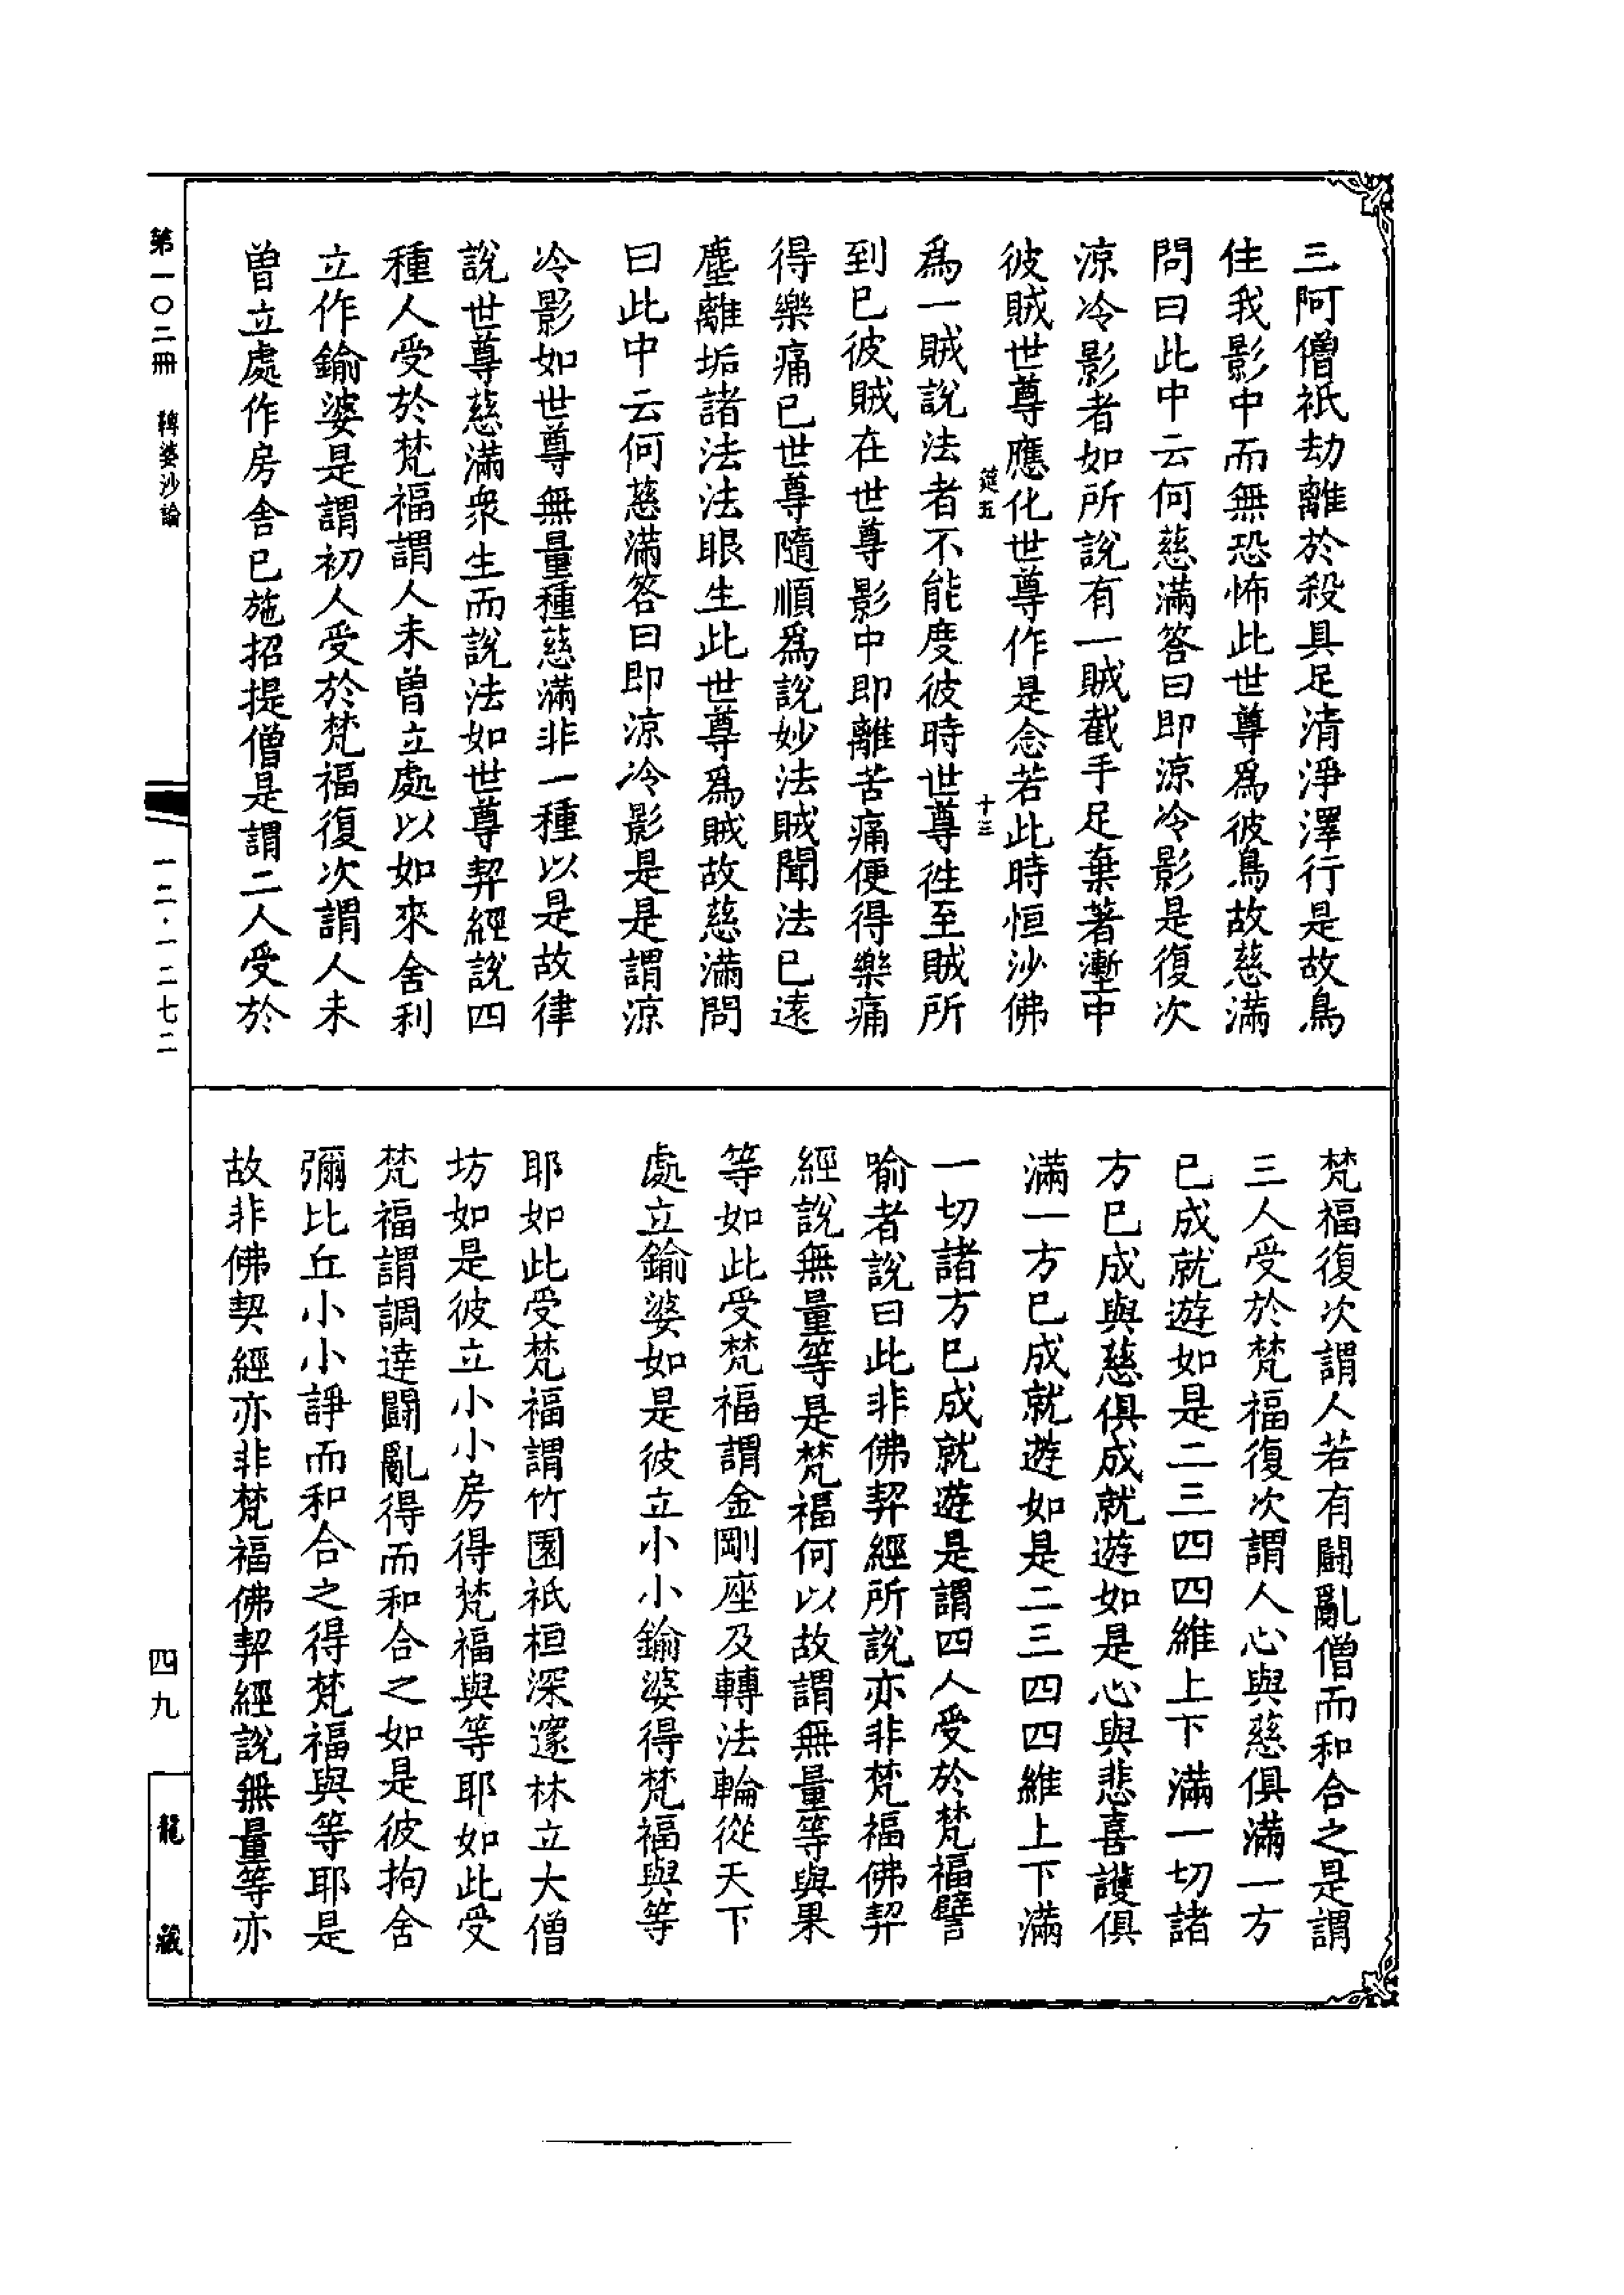 三阿僧祇劫離於殺具足清淨澤行是故鳥
住我影中而無恐怖此世尊爲彼鳥故慈滿
問曰此中云何慈滿答曰即涼冷影是復次
涼冷影者如所說有一賊截手足棄著壍中
彼賊世尊應化世尊作是念若此時恒沙佛
筵五
十三
爲一賊說法者不能度彼時世尊徃至賊所
到已彼賊在世尊影中即離苦痛便得樂痛
得樂痛已世尊隨順爲說妙法賊聞法已遠
塵離垢諸法法眼生此世尊爲賊故慈滿問
曰此中云何慈滿答曰即涼冷影是是謂涼
冷影如世尊無量種慈滿非一種以是故律
說世尊慈滿衆生而說法如世尊契經說四
種人受於梵福謂人未曾立處以如來舍利
立作鍮婆是謂初人受於梵福復次謂人未
曾立處作房舍已施招提僧是謂二人受於
梵福復次謂人若有鬪亂僧而和合之是謂
三人受於梵福復次謂人心與慈俱滿一方
已成就遊如是二三四四維上下滿一切諸
方已成與慈俱成就遊如是心與悲喜護俱
滿一方已成就遊如是二三四四維上下滿
一切諸方已成就遊是謂四人受於梵福譬
喻者說曰此非佛契經所說亦非梵福佛契
經說無量等是梵福何以故謂無量等與果
等如此受梵福謂金剛座及轉法輪從天下
處立鍮婆如是彼立小小鍮婆得梵福與等
耶如此受梵福謂竹園祇桓深邃林立大僧
坊如是彼立小小房得梵福與等耶如此受
梵福謂調達鬪亂得而和合之如是彼拘舍
彌比丘小小諍而和合之得梵福與等耶是
故非佛契經亦非梵福佛契經說無量等亦
第一〇二冊 鞞婆沙論
一二·一二七二
四九
龍藏